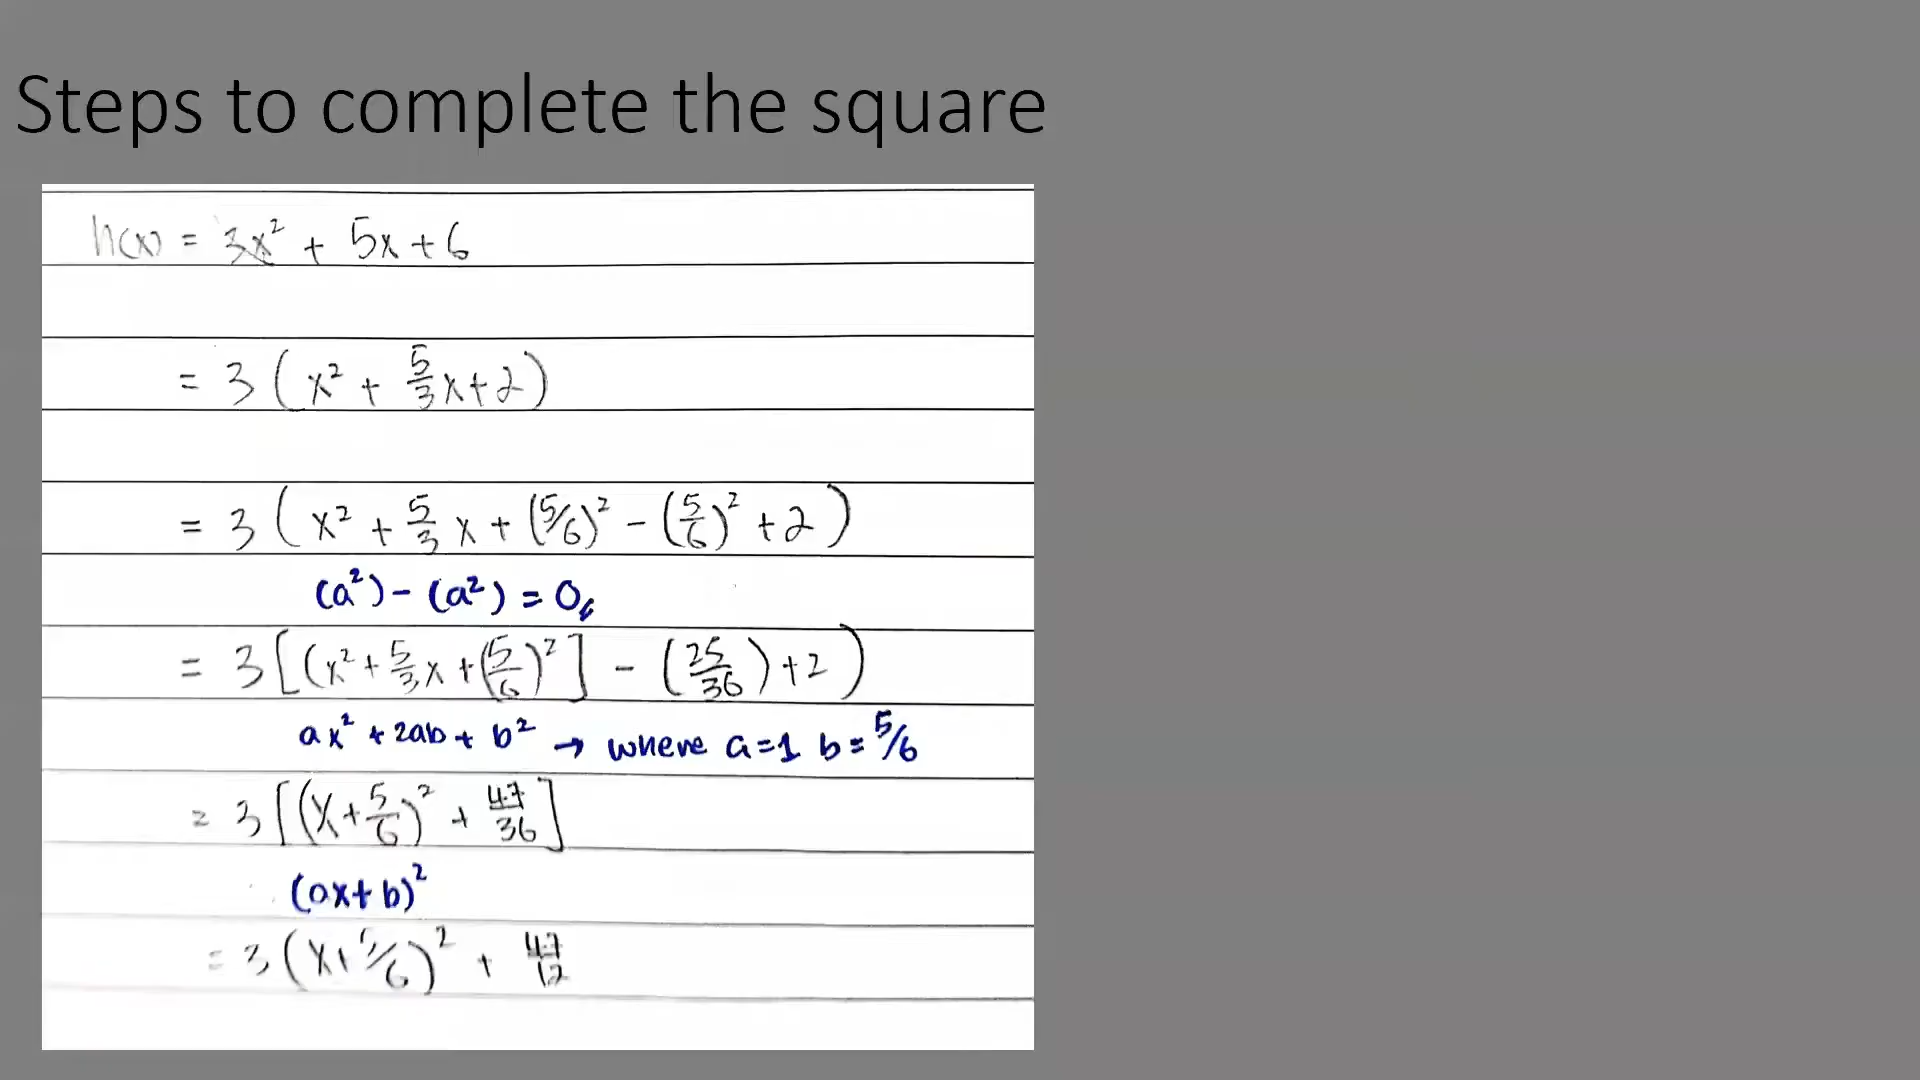 Steps to complete the square
h(x) = 3x² + 5x + 6
= 3 ( x² + 5/3 x + 2 )
= 3 ( x² + 5/3 x + (5/6)² - (5/6)² + 2 )
(a²) - (a²) = 0,
= 3 [ (x² + 5/3 x + (5/6)² ] - (25/36) + 2 )
ax² + 2ab + b² → where a=1 b = 5/6
= 3 [ (x + 5/6)² + 47/36 ]
(ax + b)²
= 3 (x + 5/6)² + 47/12